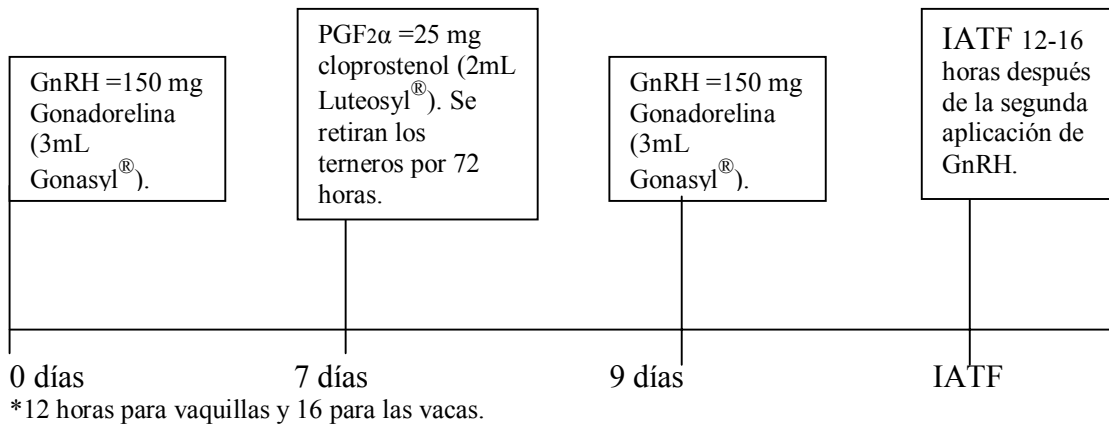 GnRH =150 mg
Gonadorelina
(3mL
Gonasyl®).
PGF2α =25 mg
cloprostenol (2mL
Luteosyl®). Se
retiran los
terneros por 72
horas.
GnRH =150 mg
Gonadorelina
(3mL
Gonasyl®).
IATF 12-16
horas después
de la segunda
aplicación de
GnRH.
0 días
7 días
9 días
IATF
*12 horas para vaquillas y 16 para las vacas.